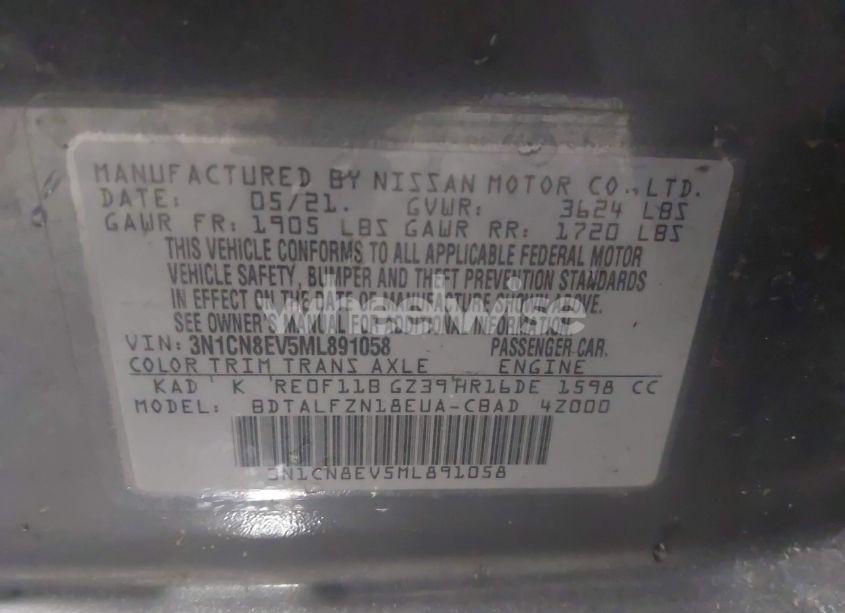 MANUFACTURED BY NISSAN MOTOR CO.,LTD.
DATE: 05/21. GVWR: 3624 LBS
GAWR FR: 1905 LBS GAWR RR: 1720 LBS
THIS VEHICLE CONFORMS TO ALL APPLICABLE FEDERAL MOTOR
VEHICLE SAFETY, BUMPER AND THEFT PREVENTION STANDARDS
IN EFFECT ON THE DATE OF MANUFACTURE SHOWN ABOVE.
wheelwise
SEE OWNER'S MANUAL FOR ADDITIONAL INFORMATION.
VIN: 3N1CN8EV5ML891058 PASSENGER CAR.
COLOR TRIM TRANS AXLE ENGINE
KAD K RE0F11B GZ39 HR16DE 1598 CC
MODEL: BDTALFZN18EUA-CBAD 4Z000
3N1CN8EV5ML891058